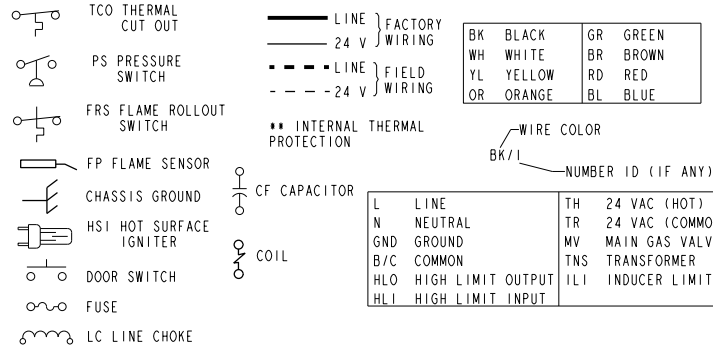 TCO THERMAL
CUT OUT
PS PRESSURE
SWITCH
FRS FLAME ROLLOUT
SWITCH
FP FLAME SENSOR
CHASSIS GROUND
HSI HOT SURFACE
IGNITER
DOOR SWITCH
FUSE
LC LINE CHOKE
LINE
24 V
FACTORY
WIRING
LINE
24 V
FIELD
WIRING
** INTERNAL THERMAL
PROTECTION
CF CAPACITOR
COIL
BK BLACK GR GREEN
WH WHITE BR BROWN
YL YELLOW RD RED
OR ORANGE BL BLUE
WIRE COLOR
BK/1
NUMBER ID (IF ANY)
L LINE TH 24 VAC (HOT)
N NEUTRAL TR 24 VAC (COMMO
GND GROUND MV MAIN GAS VALV
B/C COMMON TNS TRANSFORMER
HLO HIGH LIMIT OUTPUT ILI INDUCER LIMIT
HLI HIGH LIMIT INPUT